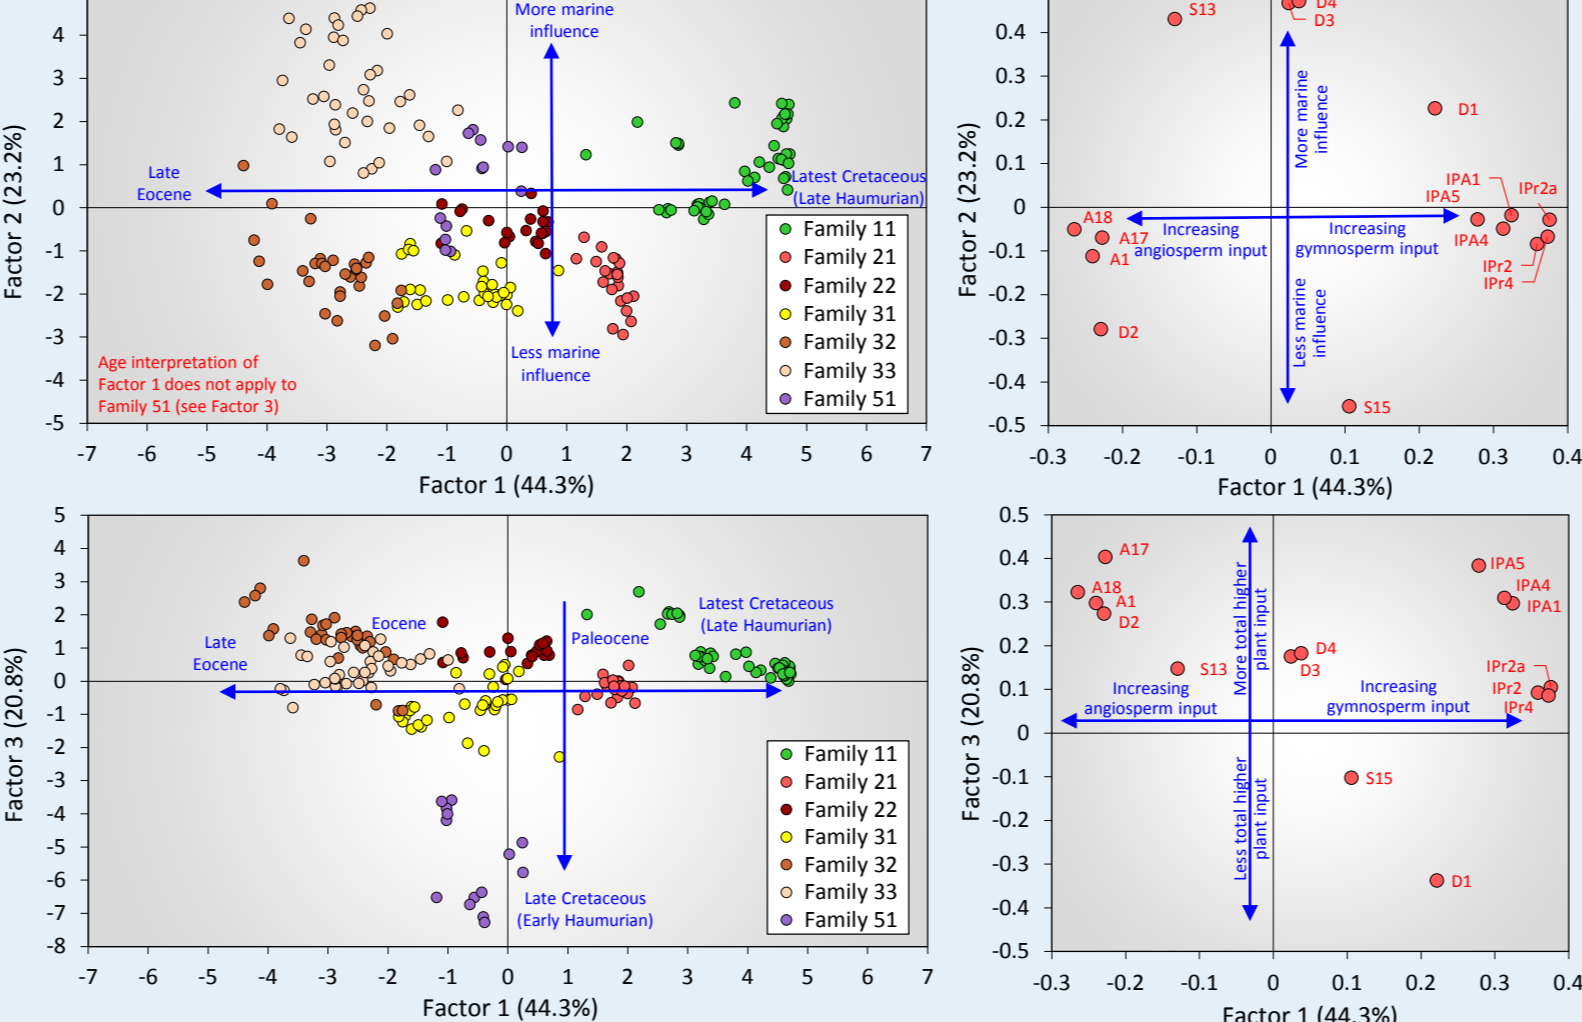 More marine
influence
4
3
2
1
0
-1
-2
-3
-4
-5
Factor 2 (23.2%)
Late
Eocene
Latest Cretaceous
(Late Haumurian)
Less marine
influence
Age interpretation of
Factor 1 does not apply to
Family 51 (see Factor 3)
Family 11
Family 21
Family 22
Family 31
Family 32
Family 33
Family 51
-7 -6 -5 -4 -3 -2 -1 0 1 2 3 4 5 6 7
Factor 1 (44.3%)
S13
D4
D3
D1
0.4
0.3
0.2
0.1
0
-0.1
-0.2
-0.3
-0.4
-0.5
Factor 2 (23.2%)
More marine
influence
IPA1
IPA5
IPr2a
A18
A17
A1
IPA4
IPr2
IPr4
Increasing
angiosperm input
Increasing
gymnosperm input
Less marine
influence
D2
S15
-0.3 -0.2 -0.1 0 0.1 0.2 0.3 0.4
Factor 1 (44.3%)
5
4
3
2
1
0
-1
-2
-3
-4
-5
-6
-7
-8
Factor 3 (20.8%)
Late
Eocene
Eocene
Paleocene
Latest Cretaceous
(Late Haumurian)
Late Cretaceous
(Early Haumurian)
Family 11
Family 21
Family 22
Family 31
Family 32
Family 33
Family 51
-7 -6 -5 -4 -3 -2 -1 0 1 2 3 4 5 6 7
Factor 1 (44.3%)
0.5
0.4
0.3
0.2
0.1
0
-0.1
-0.2
-0.3
-0.4
-0.5
Factor 3 (20.8%)
A17
A18
A1
D2
S13
D4
D3
IPA5
IPA4
IPA1
IPr2a
IPr2
IPr4
More total higher
plant input
Increasing
angiosperm input
Increasing
gymnosperm input
Less total higher
plant input
S15
D1
-0.3 -0.2 -0.1 0 0.1 0.2 0.3 0.4
Factor 1 (44.3%)